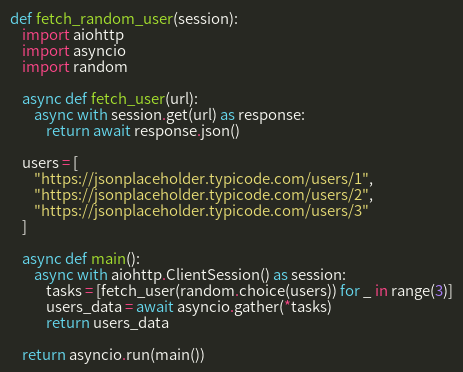 def fetch_random_user(session):
    import aiohttp
    import asyncio
    import random

    async def fetch_user(url):
        async with session.get(url) as response:
            return await response.json()

    users = [
        "https://jsonplaceholder.typicode.com/users/1",
        "https://jsonplaceholder.typicode.com/users/2",
        "https://jsonplaceholder.typicode.com/users/3"
    ]

    async def main():
        async with aiohttp.ClientSession() as session:
            tasks = [fetch_user(random.choice(users)) for _ in range(3)]
            users_data = await asyncio.gather(*tasks)
            return users_data

    return asyncio.run(main())